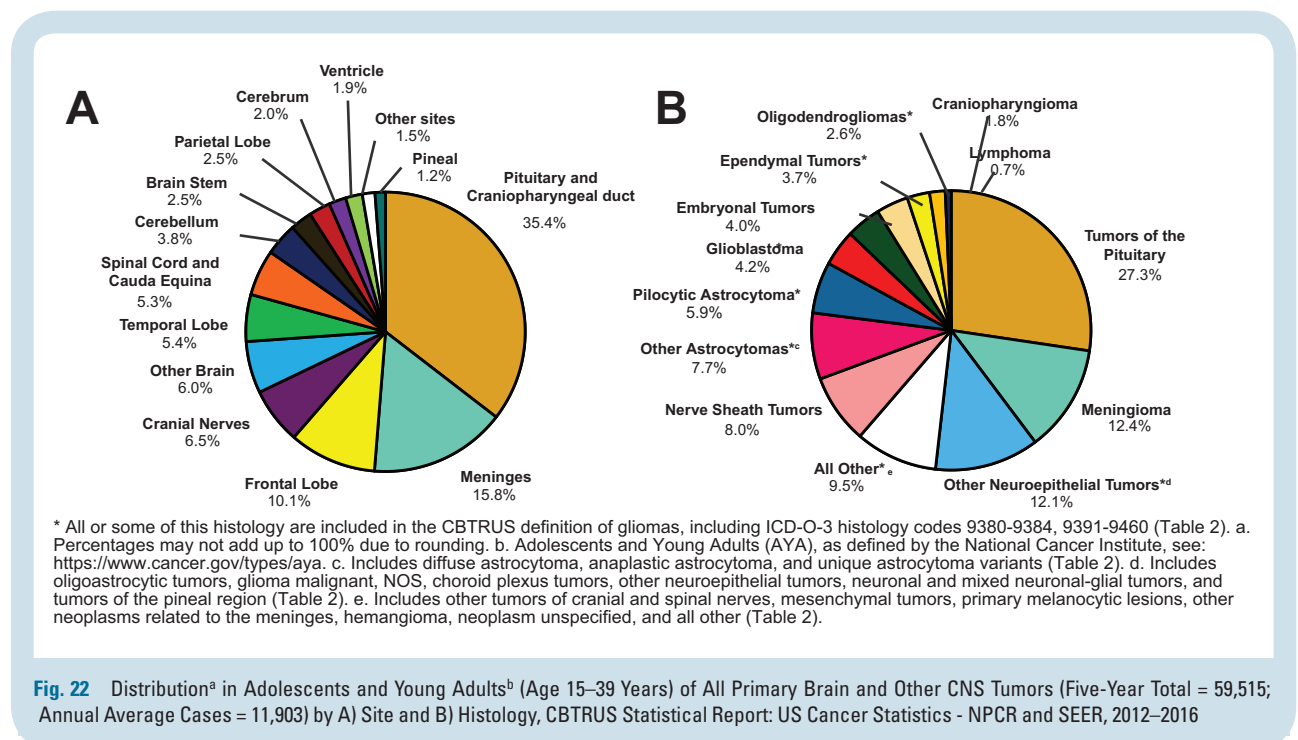 A
Ventricle
1.9%
Cerebrum
2.0%
Other sites
1.5%
Parietal Lobe
2.5%
Pineal
1.2%
Brain Stem
2.5%
Pituitary and
Craniopharyngeal duct
35.4%
Cerebellum
3.8%
Spinal Cord and
Cauda Equina
5.3%
Temporal Lobe
5.4%
Other Brain
6.0%
Cranial Nerves
6.5%
Frontal Lobe
10.1%
Meninges
15.8%
B
Craniopharyngioma
1.8%
Oligodendrogliomas*
2.6%
Lymphoma
0.7%
Ependymal Tumors*
3.7%
Embryonal Tumors
4.0%
Glioblastoma
4.2%
Tumors of the
Pituitary
27.3%
Pilocytic Astrocytoma*
5.9%
Other Astrocytomas*c
7.7%
Nerve Sheath Tumors
8.0%
Meningioma
12.4%
All Other* e
9.5%
Other Neuroepithelial Tumors*d
12.1%
* All or some of this histology are included in the CBTRUS definition of gliomas, including ICD-O-3 histology codes 9380-9384, 9391-9460 (Table 2). a.
Percentages may not add up to 100% due to rounding. b. Adolescents and Young Adults (AYA), as defined by the National Cancer Institute, see:
https://www.cancer.gov/types/aya. c. Includes diffuse astrocytoma, anaplastic astrocytoma, and unique astrocytoma variants (Table 2). d. Includes
oligoastrocytic tumors, glioma malignant, NOS, choroid plexus tumors, other neuroepithelial tumors, neuronal and mixed neuronal-glial tumors, and
tumors of the pineal region (Table 2). e. Includes other tumors of cranial and spinal nerves, mesenchymal tumors, primary melanocytic lesions, other
neoplasms related to the meninges, hemangioma, neoplasm unspecified, and all other (Table 2).
Fig. 22 Distributionᵃ in Adolescents and Young Adultsᵇ (Age 15–39 Years) of All Primary Brain and Other CNS Tumors (Five-Year Total = 59,515;
Annual Average Cases = 11,903) by A) Site and B) Histology, CBTRUS Statistical Report: US Cancer Statistics - NPCR and SEER, 2012–2016